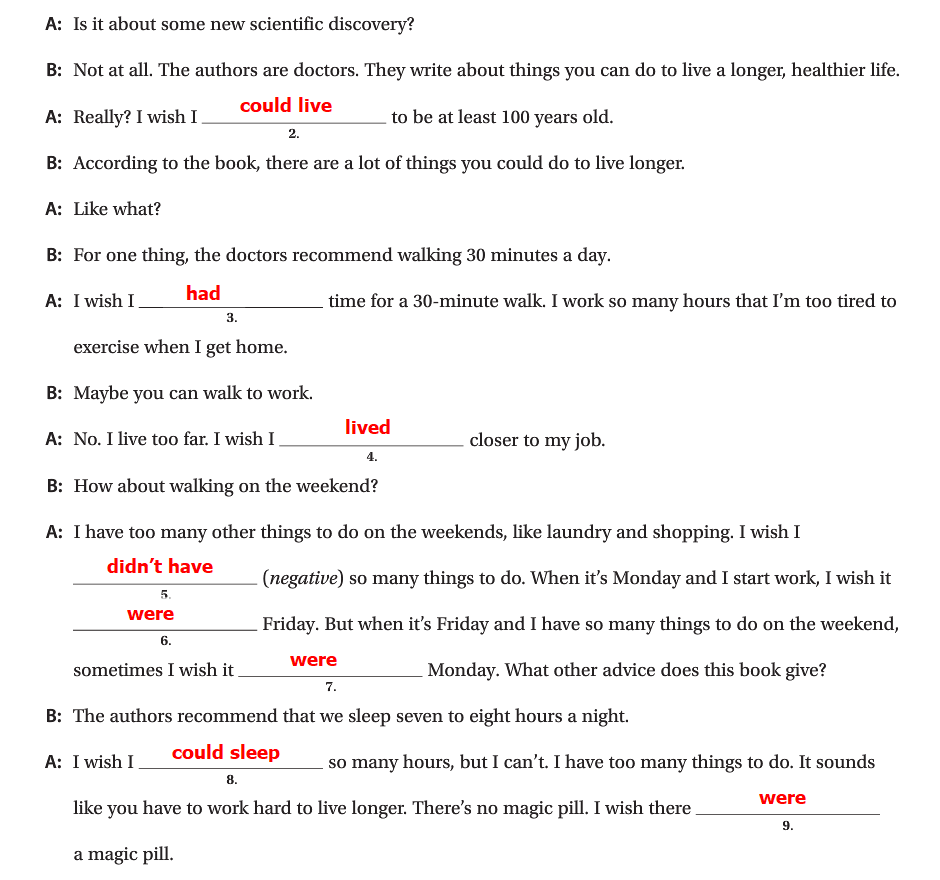 A: Is it about some new scientific discovery?
B: Not at all. The authors are doctors. They write about things you can do to live a longer, healthier life.
A: Really? I wish I could live to be at least 100 years old.
2.
B: According to the book, there are a lot of things you could do to live longer.
A: Like what?
B: For one thing, the doctors recommend walking 30 minutes a day.
A: I wish I had time for a 30-minute walk. I work so many hours that I'm too tired to
3.
exercise when I get home.
B: Maybe you can walk to work.
A: No. I live too far. I wish I lived closer to my job.
4.
B: How about walking on the weekend?
A: I have too many other things to do on the weekends, like laundry and shopping. I wish I
didn't have (negative) so many things to do. When it's Monday and I start work, I wish it
5.
were Friday. But when it's Friday and I have so many things to do on the weekend,
6.
sometimes I wish it were Monday. What other advice does this book give?
7.
B: The authors recommend that we sleep seven to eight hours a night.
A: I wish I could sleep so many hours, but I can't. I have too many things to do. It sounds
8.
like you have to work hard to live longer. There's no magic pill. I wish there were
9.
a magic pill.